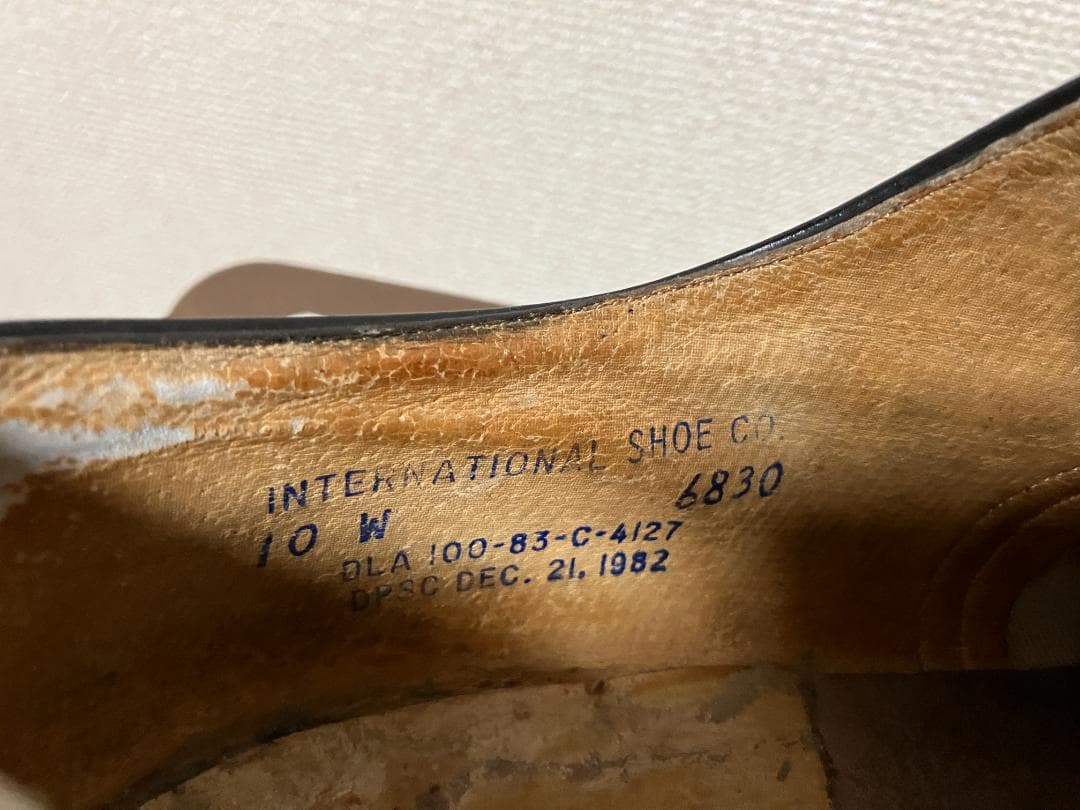 INTERNATIONAL SHOE CO.
10 W 6830
DLA 100-83-C-4127
DPSC DEC. 21. 1982